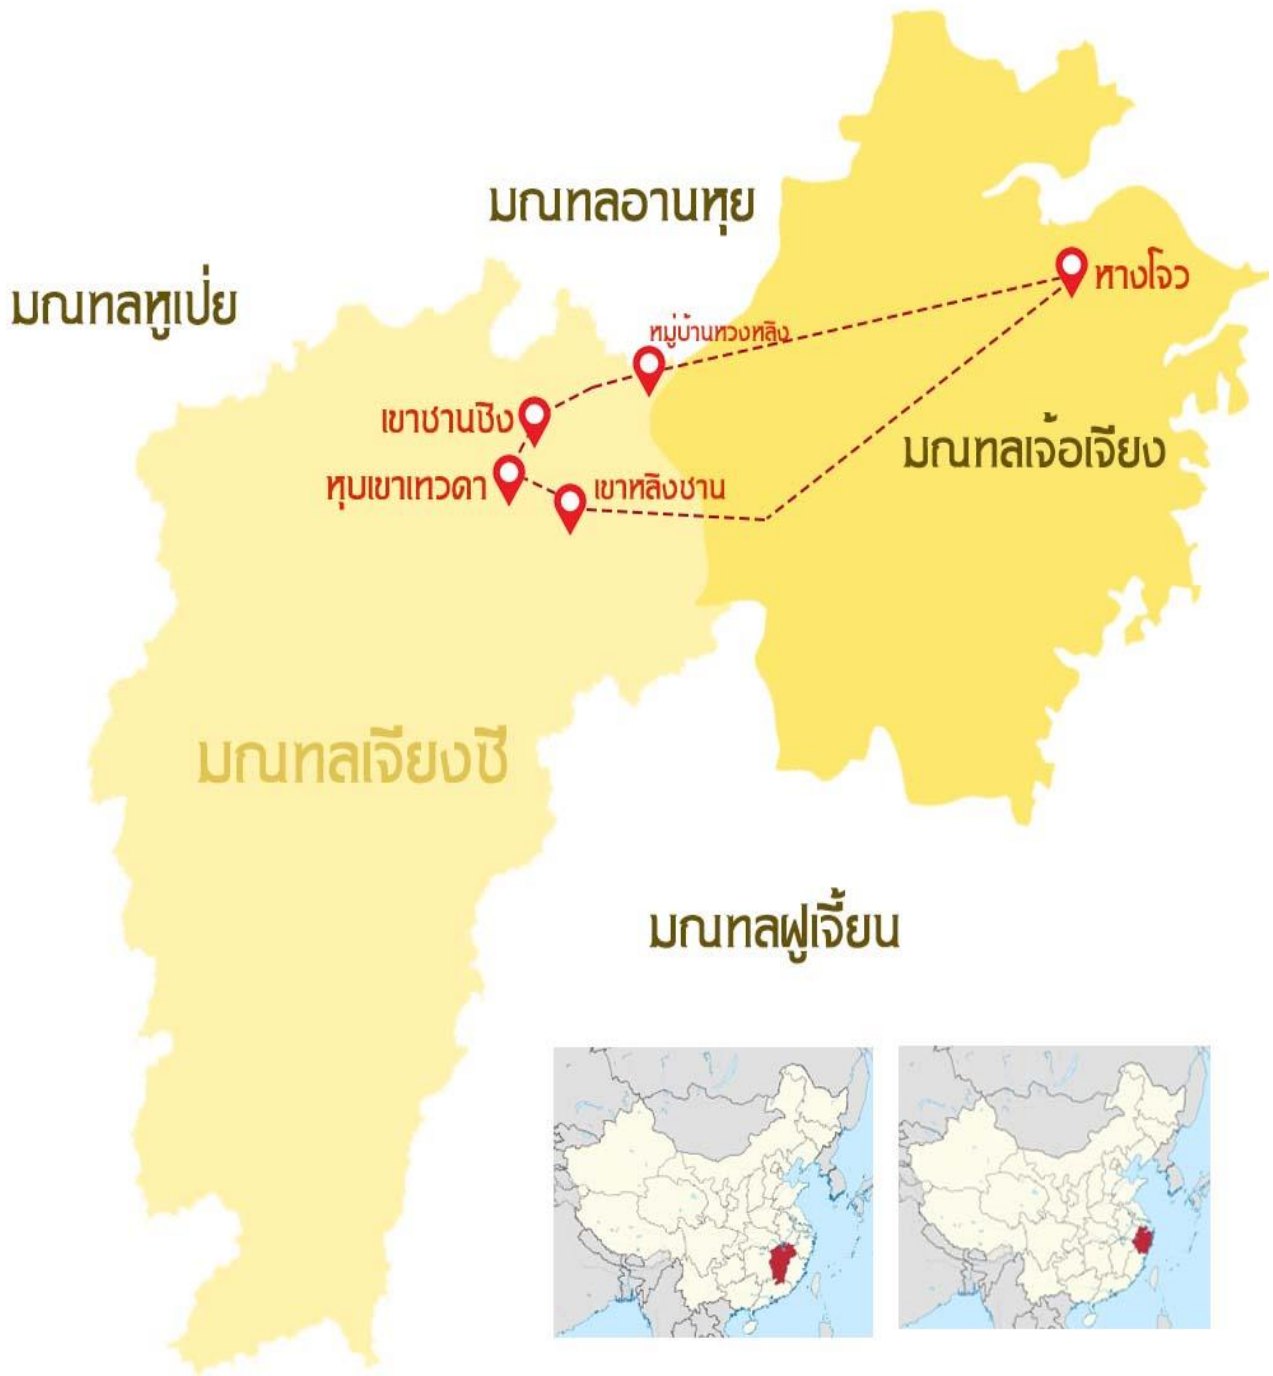 มณฑลอานหุย
มณฑลหูเป่ย
หางโจว
หมู่บ้านทวงหลิง
เขาซานชิง
มณฑลเจ้อเจียง
หุบเขาเทวดา
เขาหลิงซาน
มณฑลเจียงซี
มณฑลฝูเจี้ยน